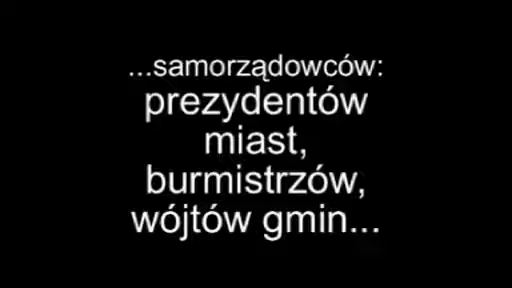 ...samorządowców:
prezydentów
miast,
burmistrzów,
wójtów gmin...